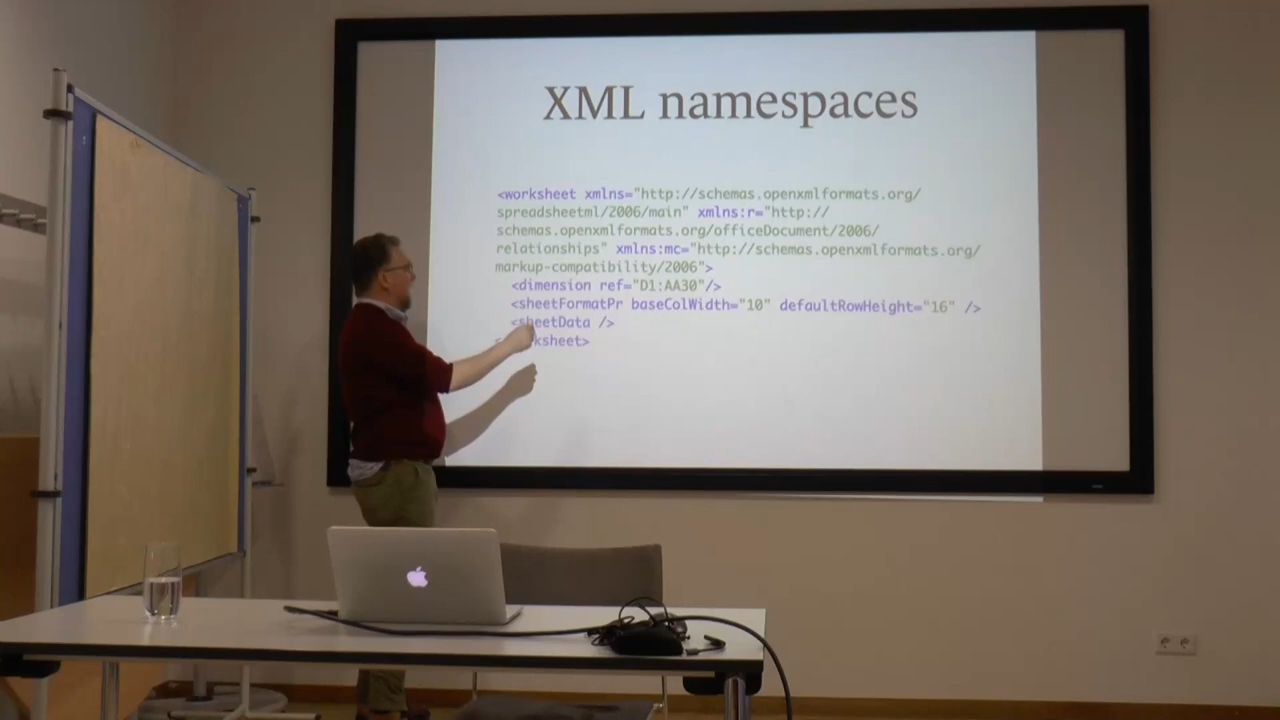 XML namespaces
<worksheet xmlns="http://schemas.openxmlformats.org/
spreadsheetml/2006/main" xmlns:r="http://
schemas.openxmlformats.org/officeDocument/2006/
relationships" xmlns:mc="http://schemas.openxmlformats.org/
markup-compatibility/2006">
<dimension ref="D1:AA30"/>
<sheetFormatPr baseColWidth="10" defaultRowHeight="16" />
<sheetData />
ksheet>